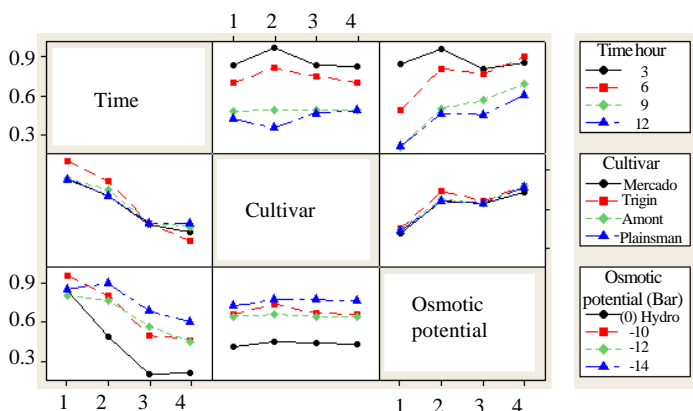 1 2 3 4
0.9
0.6
0.3
Time
Time hour
3
6
9
12
Cultivar
Cultivar
Mercado
Trigin
Amont
Plainsman
0.9
0.6
0.3
Osmotic
potential
Osmotic
potential (Bar)
(0) Hydro
-10
-12
-14
1 2 3 4
1 2 3 4